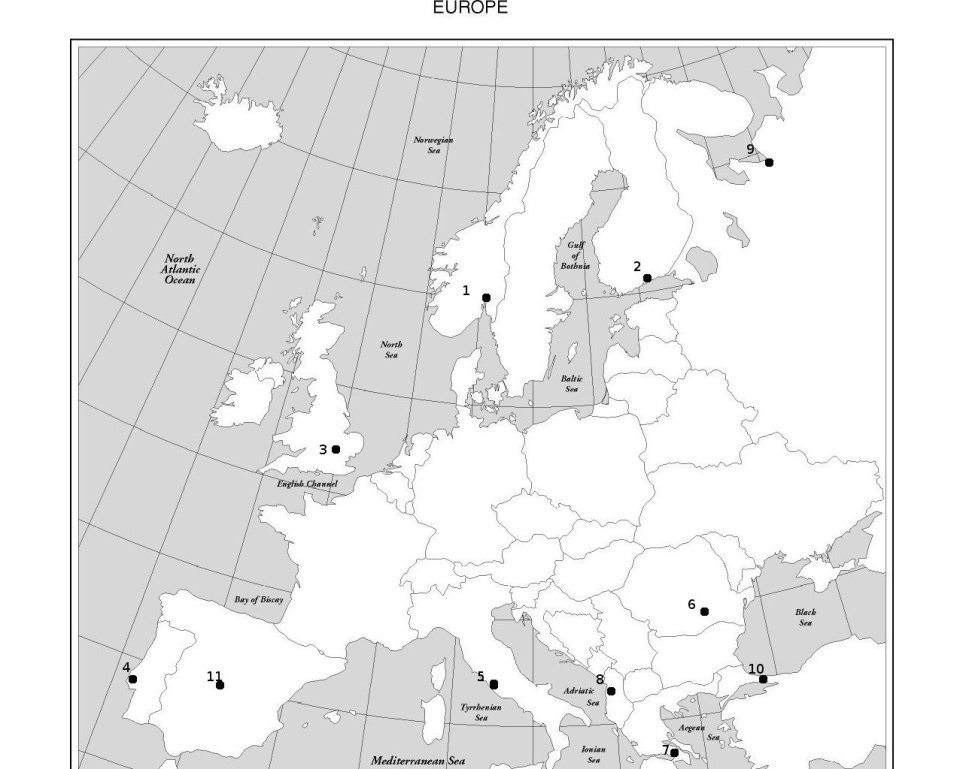 EUROPE
Norwegian
Sea
9
North
Atlantic
Ocean
Gulf
of
Bothnia
2
1
North
Sea
Baltic
Sea
3
English Channel
Bay of Biscay
6
Black
Sea
4
11
5
8
10
Adriatic
Sea
Tyrrhenian
Sea
Aegean
Sea
7
Ionian
Sea
Mediterranean Sea